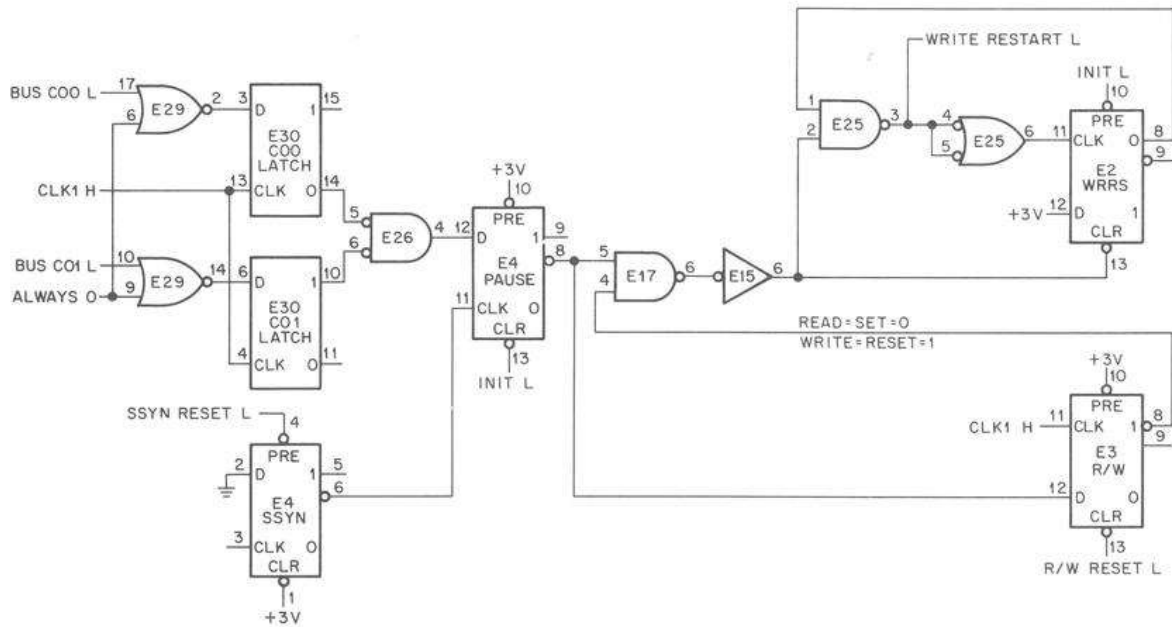 BUS C00 L 17
6
E29
2
3 D 1 15
E30
C00
LATCH
CLK1 H 13 CLK 0 14
BUS C01 L 10
ALWAYS 0 9
E29
14
6 D 1 10
E30
C01
LATCH
4 CLK 0 11
5
6
E26
4
+3V
10
PRE
12 D 1 9
8
E4
PAUSE
11 CLK 0
CLR
13
INIT L
SSYN RESET L
4
PRE
2 D 1 5
6
E4
SSYN
3 CLK 0
CLR
1
+3V
5
4
E17
6
E15
6
1
2
E25
3
WRITE RESTART L
4
5
E25
6
INIT L
10
PRE
11 CLK 0 8
9
E2
WRRS
+3V 12 D 1
CLR
13
READ=SET=0
WRITE=RESET=1
+3V
10
PRE
CLK1 H 11 CLK 1 8
9
E3
R/W
12 D 0
CLR
13
R/W RESET L